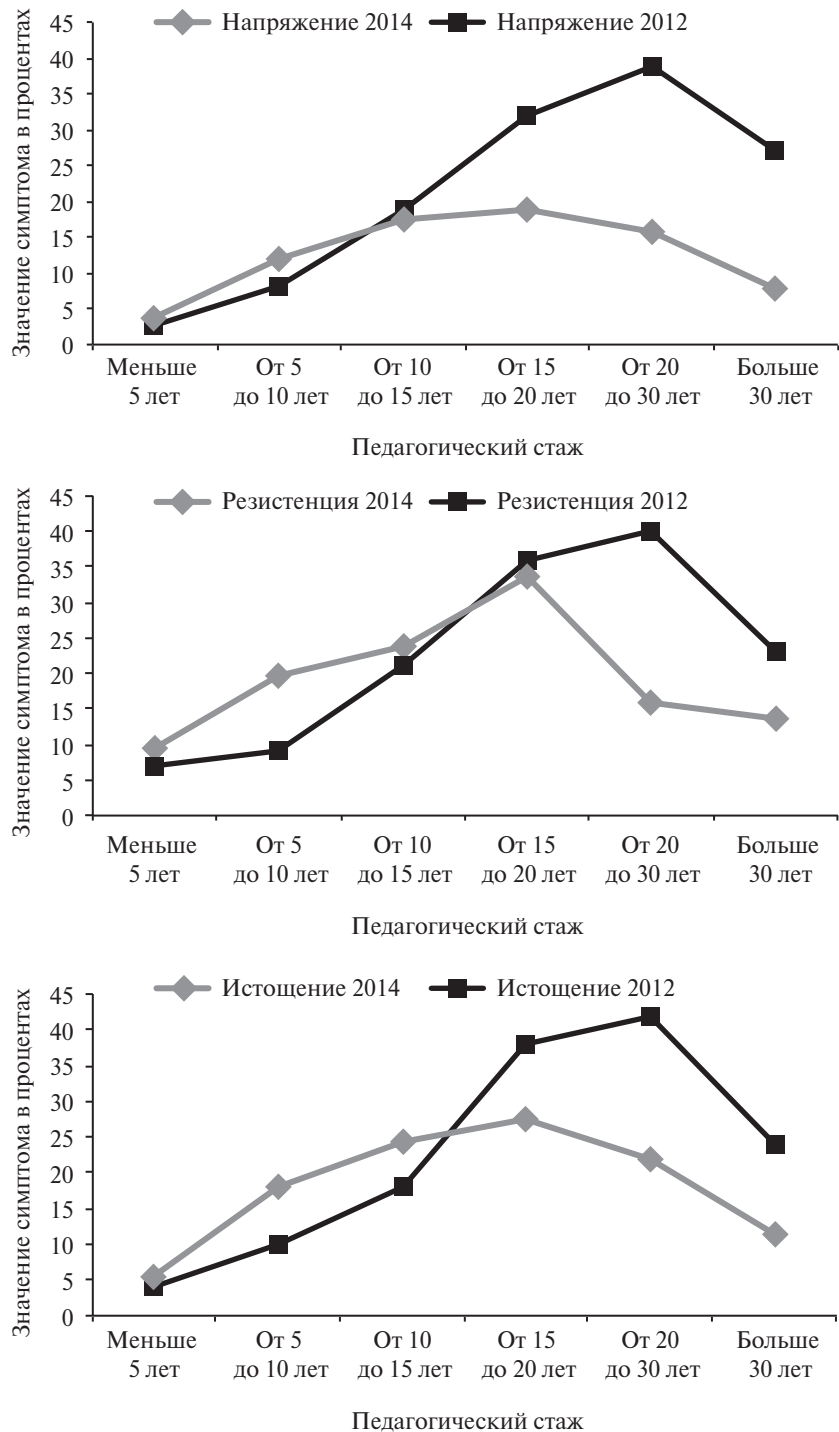 Напряжение 2014 Напряжение 2012
Значение симптома в процентах
45
40
35
30
25
20
15
10
5
0
Меньше От 5 От 10 От 15 От 20 Больше
5 лет до 10 лет до 15 лет до 20 лет до 30 лет 30 лет
Педагогический стаж
Резистенция 2014 Резистенция 2012
Значение симптома в процентах
45
40
35
30
25
20
15
10
5
0
Меньше От 5 От 10 От 15 От 20 Больше
5 лет до 10 лет до 15 лет до 20 лет до 30 лет 30 лет
Педагогический стаж
Истощение 2014 Истощение 2012
Значение симптома в процентах
45
40
35
30
25
20
15
10
5
0
Меньше От 5 От 10 От 15 От 20 Больше
5 лет до 10 лет до 15 лет до 20 лет до 30 лет 30 лет
Педагогический стаж